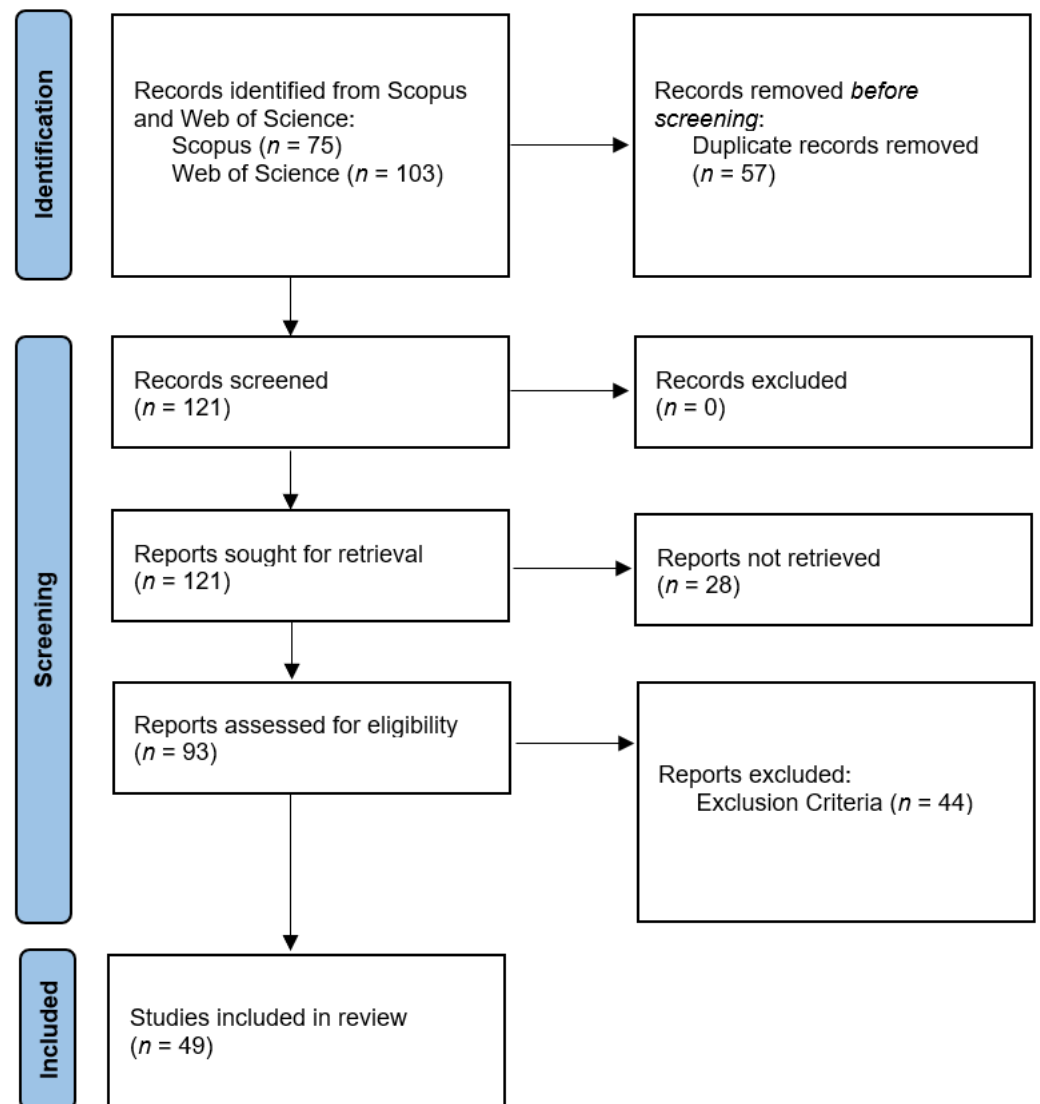 Identification
Records identified from Scopus
and Web of Science:
Scopus (n = 75)
Web of Science (n = 103)
Records removed before
screening:
Duplicate records removed
(n = 57)
Screening
Records screened
(n = 121)
Records excluded
(n = 0)
Reports sought for retrieval
(n = 121)
Reports not retrieved
(n = 28)
Reports assessed for eligibility
(n = 93)
Reports excluded:
Exclusion Criteria (n = 44)
Included
Studies included in review
(n = 49)